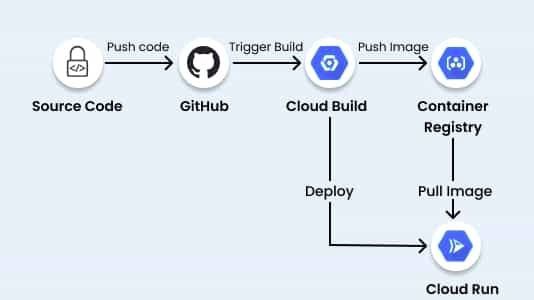 Push code
Trigger Build
Push Image
</>
Source Code
GitHub
Cloud Build
Container
Registry
Deploy
Pull Image
Cloud Run